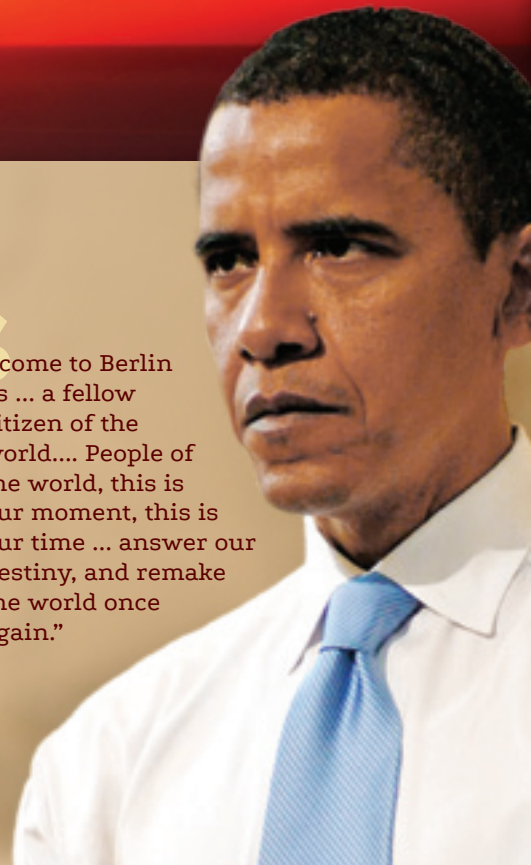 come to Berlin
s ... a fellow
itizen of the
orld.... People of
he world, this is
ur moment, this is
ur time ... answer our
estiny, and remake
he world once
gain.”